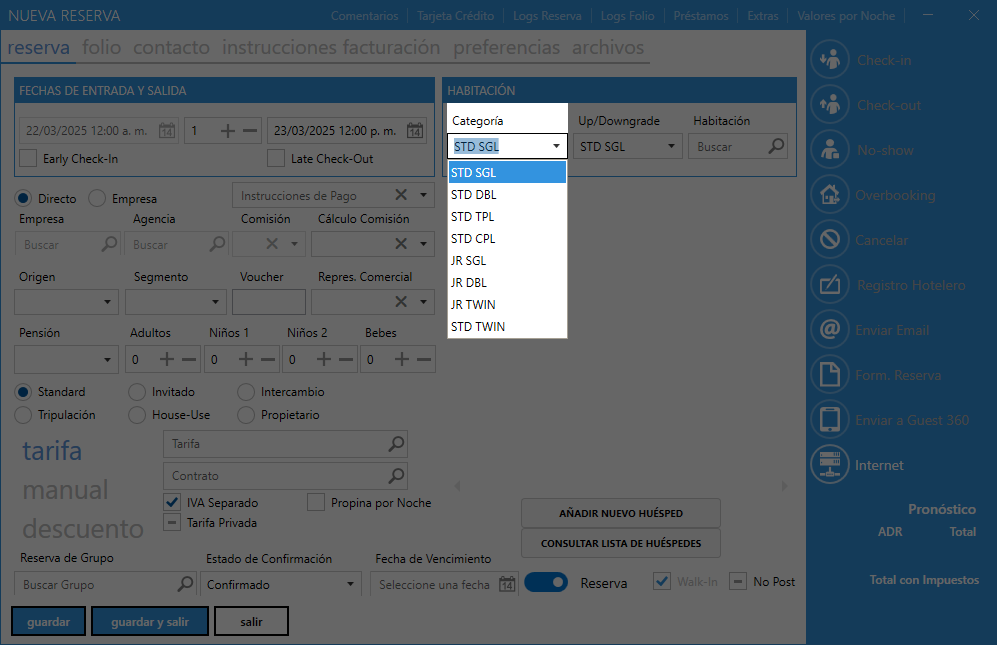 NUEVA RESERVA
Comentarios
Tarjeta Crédito
Logs Reserva
Logs Folio
Préstamos
Extras
Valores por Noche
reserva folio contacto instrucciones facturación preferencias archivos
FECHAS DE ENTRADA Y SALIDA
22/03/2025 12:00 a. m.
14
1
23/03/2025 12:00 p. m.
14
Early Check-In
Late Check-Out
HABITACIÓN
Categoría
Up/Downgrade
Habitación
STD SGL
STD SGL
Buscar
STD SGL
STD DBL
STD TPL
STD CPL
JR SGL
JR DBL
JR TWIN
STD TWIN
Directo
Empresa
Instrucciones de Pago
Empresa
Agencia
Comisión
Cálculo Comisión
Buscar
Buscar
Origen
Segmento
Voucher
Repres. Comercial
Pensión
Adultos
Niños 1
Niños 2
Bebes
0
0
0
0
Standard
Invitado
Intercambio
Tripulación
House-Use
Propietario
tarifa
manual
descuento
Tarifa
Contrato
IVA Separado
Propina por Noche
Tarifa Privada
AÑADIR NUEVO HUÉSPED
CONSULTAR LISTA DE HUÉSPEDES
Reserva de Grupo
Estado de Confirmación
Fecha de Vencimiento
Buscar Grupo
Confirmado
Seleccione una fecha
14
Reserva
Walk-In
No Post
guardar
guardar y salir
salir
Check-in
Check-out
No-show
Overbooking
Cancelar
Registro Hotelero
Enviar Email
Form. Reserva
Enviar a Guest 360
Internet
Pronóstico
ADR
Total
Total con Impuestos